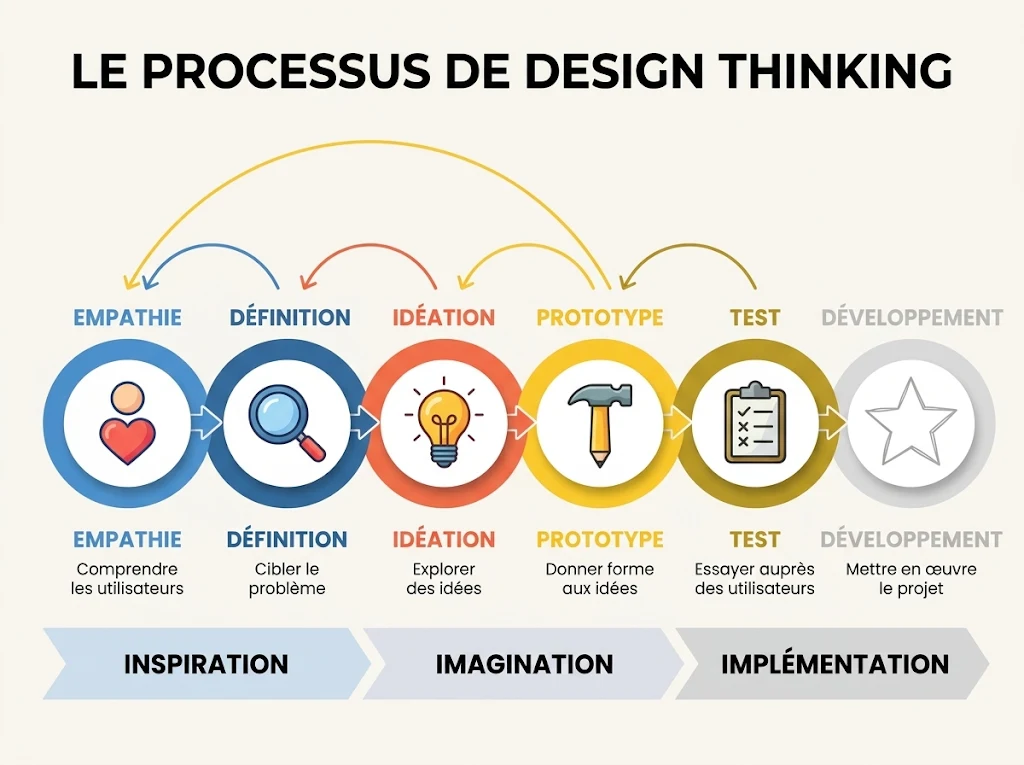 LE PROCESSUS DE DESIGN THINKING
EMPATHIE
DÉFINITION
IDÉATION
PROTOTYPE
TEST
DÉVELOPPEMENT
EMPATHIE
Comprendre
les utilisateurs
DÉFINITION
Cibler le
problème
IDÉATION
Explorer
des idées
PROTOTYPE
Donner forme
aux idées
TEST
Essayer auprès
des utilisateurs
DÉVELOPPEMENT
Mettre en œuvre
le projet
INSPIRATION
IMAGINATION
IMPLÉMENTATION